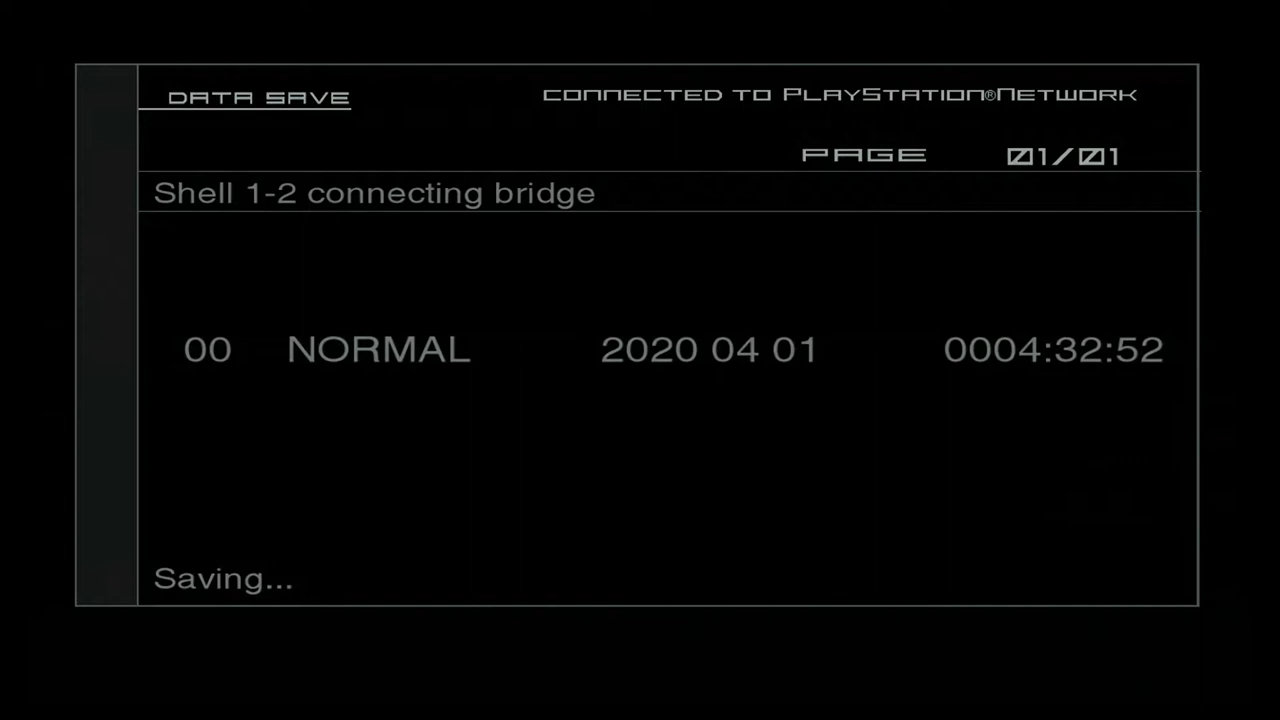 DATA SAVE
CONNECTED TO PLAYSTATION®NETWORK
PAGE 01/01
Shell 1-2 connecting bridge
00 NORMAL 2020 04 01 0004:32:52
Saving...